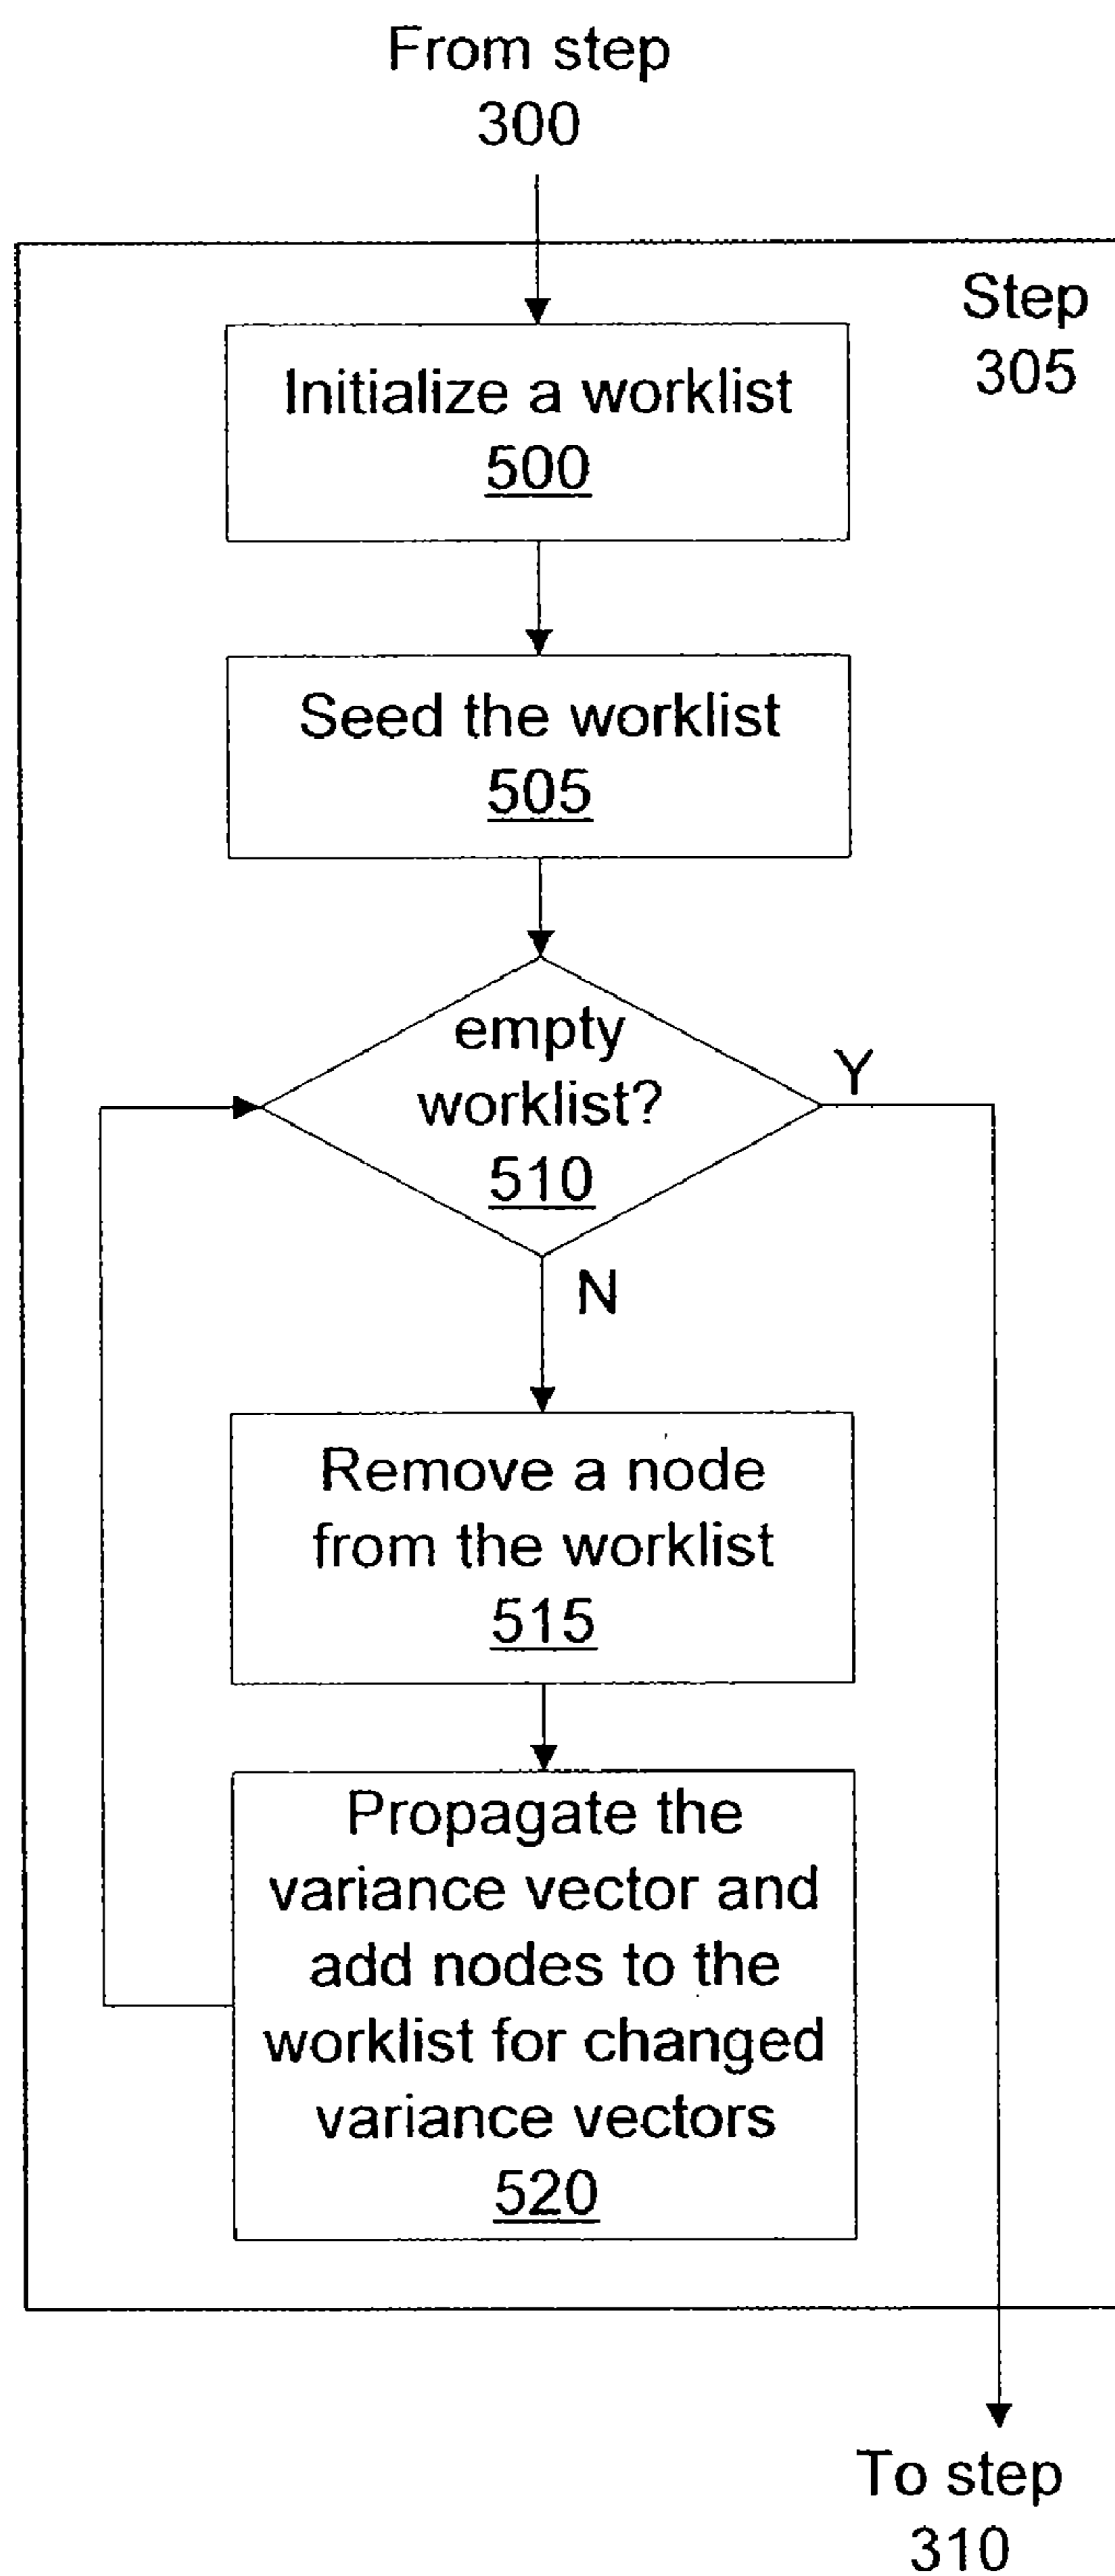 From step
300
Step
305
Initialize a worklist
500
Seed the worklist
505
empty
worklist?
510
Y
N
Remove a node
from the worklist
515
Propagate the
variance vector and
add nodes to the
worklist for changed
variance vectors
520
To step
310